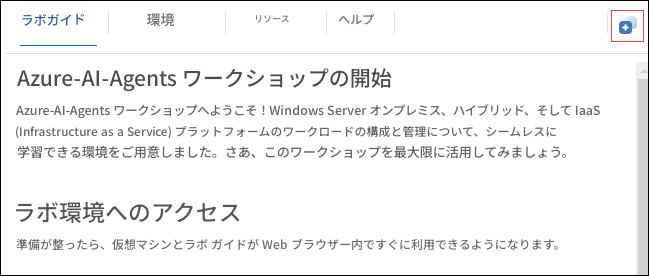 ラボガイド
環境
リソース
ヘルプ
Azure-AI-Agents ワークショップの開始
Azure-AI-Agents ワークショップへようこそ！Windows Server オンプレミス、ハイブリッド、そして IaaS
(Infrastructure as a Service) プラットフォームのワークロードの構成と管理について、シームレスに
学習できる環境をご用意しました。さあ、このワークショップを最大限に活用してみましょう。
ラボ環境へのアクセス
準備が整ったら、仮想マシンとラボ ガイドが Web ブラウザー内ですぐに利用できるようになります。